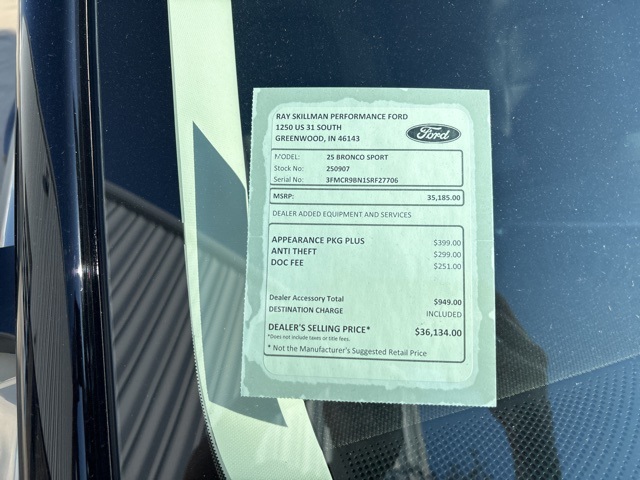 RAY SKILLMAN PERFORMANCE FORD
1250 US 31 SOUTH
GREENWOOD, IN 46143
Ford
MODEL: 25 BRONCO SPORT
Stock No: 250907
Serial No: 3FMCR9BN1SRF27706
MSRP: 35,185.00
DEALER ADDED EQUIPMENT AND SERVICES
APPEARANCE PKG PLUS $399.00
ANTI THEFT $299.00
DOC FEE $251.00
Dealer Accessory Total $949.00
DESTINATION CHARGE INCLUDED
DEALER'S SELLING PRICE* $36,134.00
*Does not include taxes or title fees.
* Not the Manufacturer's Suggested Retail Price